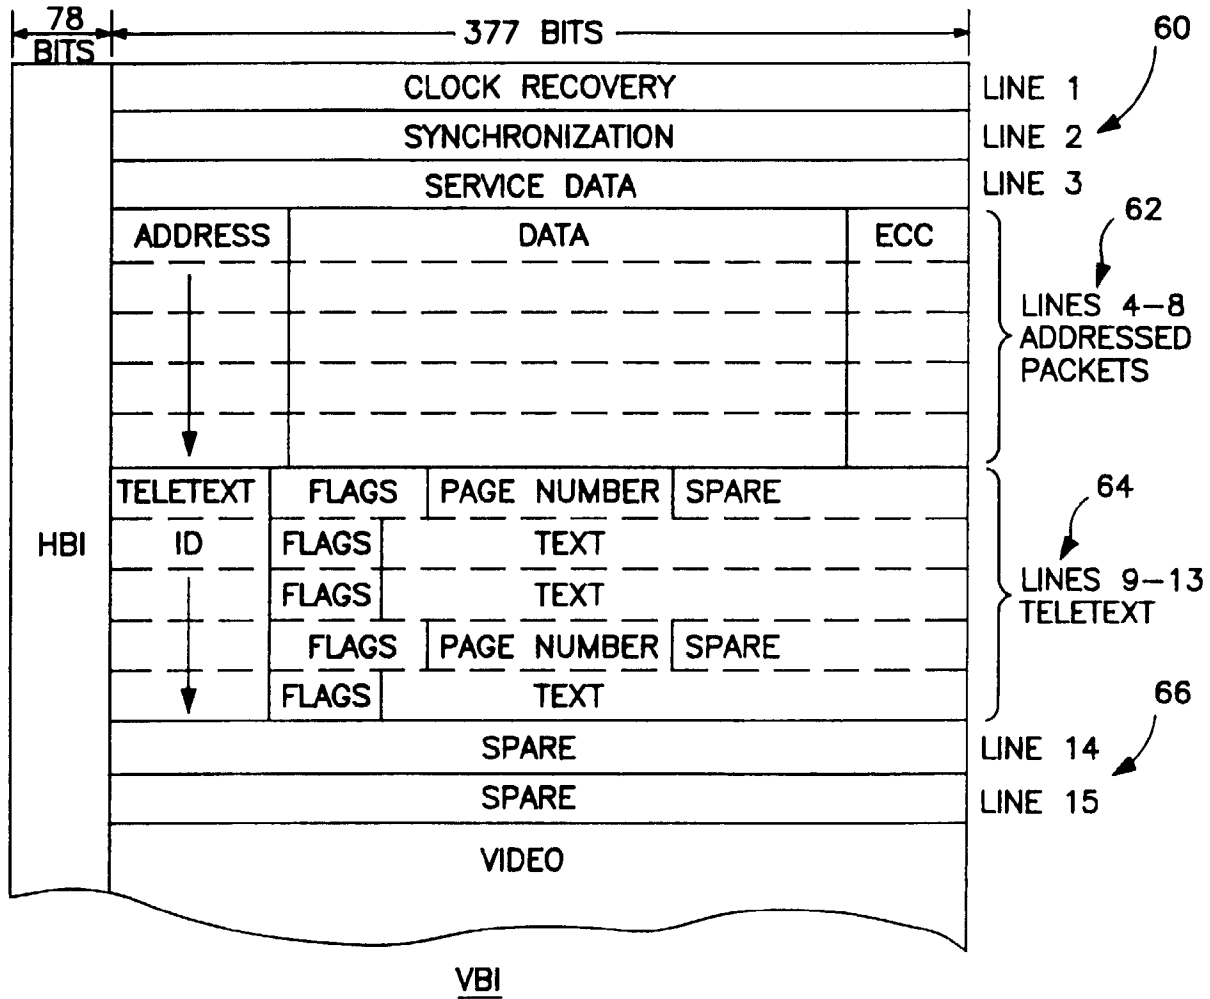 78 BITS
377 BITS
60
CLOCK RECOVERY LINE 1
SYNCHRONIZATION LINE 2
SERVICE DATA LINE 3
ADDRESS DATA ECC
62
LINES 4-8
ADDRESSED
PACKETS
TELETEXT FLAGS PAGE NUMBER SPARE
64
HBI ID FLAGS TEXT
FLAGS TEXT
LINES 9-13
TELETEXT
FLAGS PAGE NUMBER SPARE
FLAGS TEXT
66
SPARE LINE 14
SPARE LINE 15
VIDEO
VBI